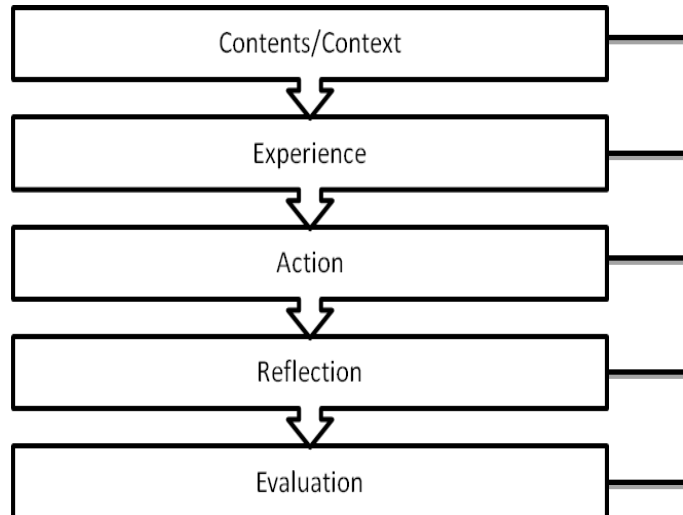 Contents/Context
Experience
Action
Reflection
Evaluation